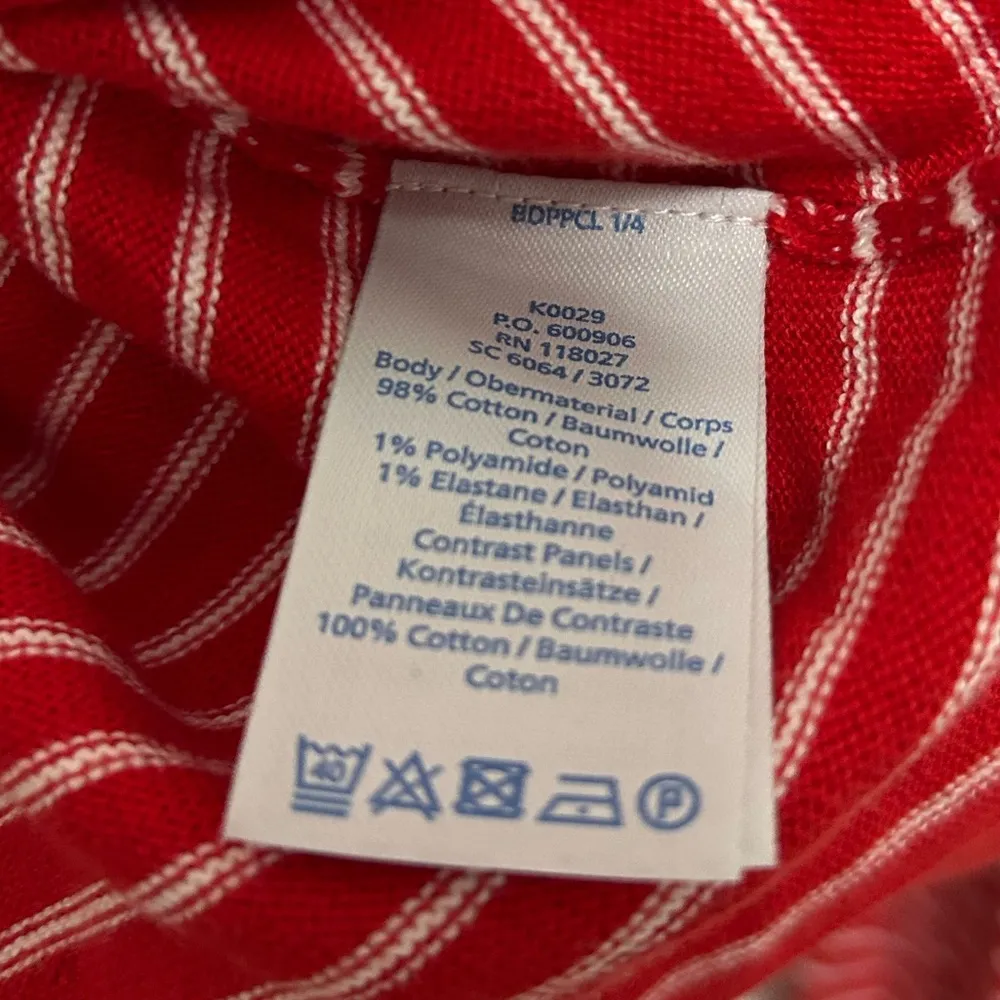 BDPPCL 1/4
K0029
P.O. 600906
RN 118027
SC 6064 / 3072
Body / Obermaterial / Corps
98% Cotton / Baumwolle /
Coton
1% Polyamide / Polyamid
1% Elastane / Elasthan /
Élasthanne
Contrast Panels /
Kontrasteinsätze /
Panneaux De Contraste
100% Cotton / Baumwolle /
Coton
40
P